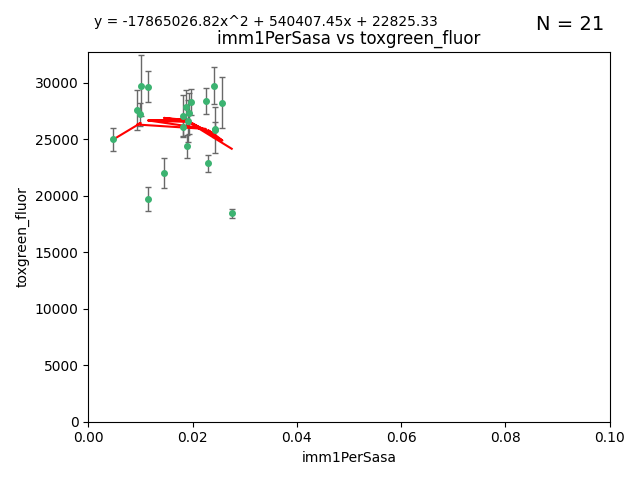 y = -17865026.82x^2 + 540407.45x + 22825.33
N = 21
imm1PerSasa vs toxgreen_fluor
30000
25000
20000
15000
10000
5000
0
toxgreen_fluor
0.00 0.02 0.04 0.06 0.08 0.10
imm1PerSasa